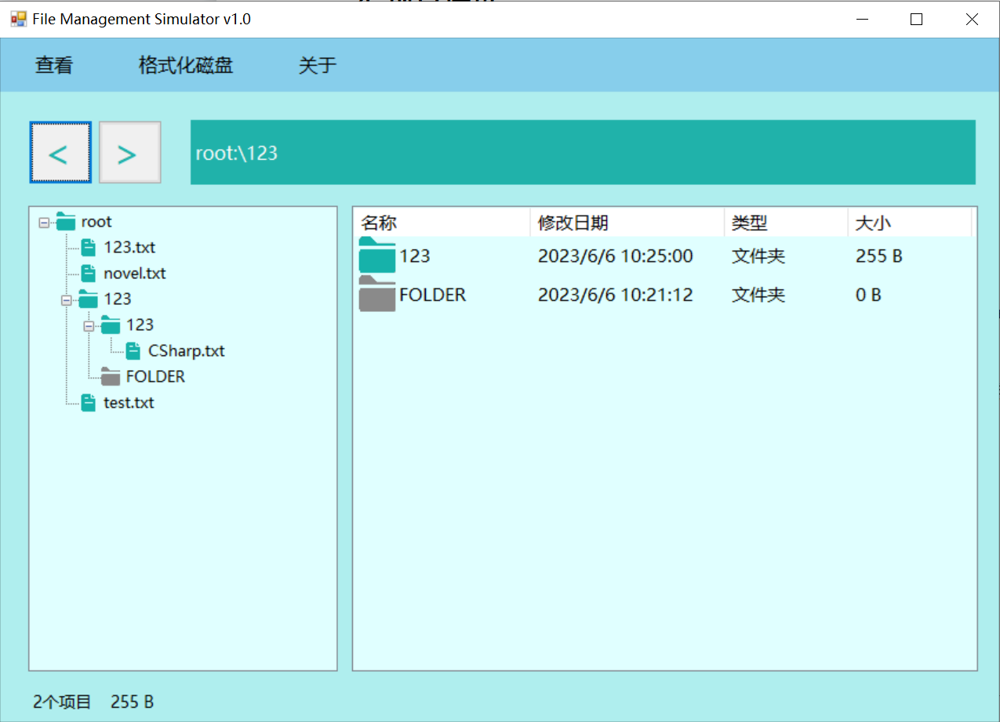 File Management Simulator v1.0
查看 格式化磁盘 关于
< > root:\123
root
123.txt
novel.txt
123
123
CSharp.txt
FOLDER
test.txt
名称 修改日期 类型 大小
123 2023/6/6 10:25:00 文件夹 255 B
FOLDER 2023/6/6 10:21:12 文件夹 0 B
2个项目 255 B